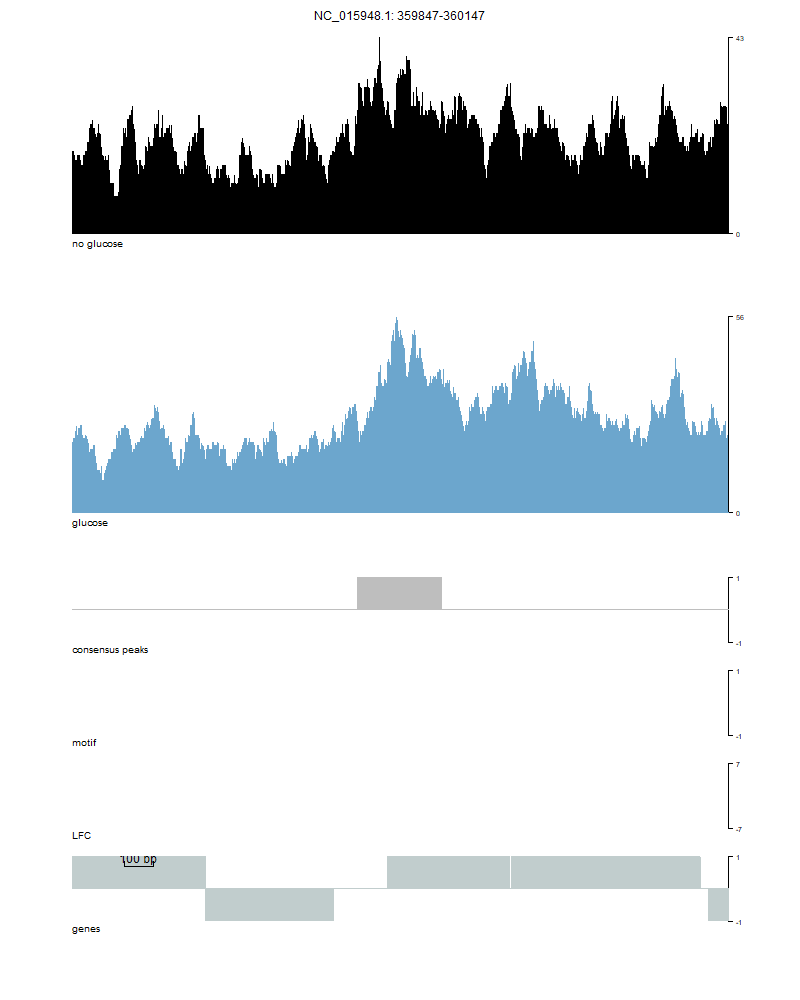 NC_015948.1: 359847-360147
43
0
no glucose
56
0
glucose
1
-1
consensus peaks
1
-1
motif
7
-7
LFC
100 bp
1
-1
genes